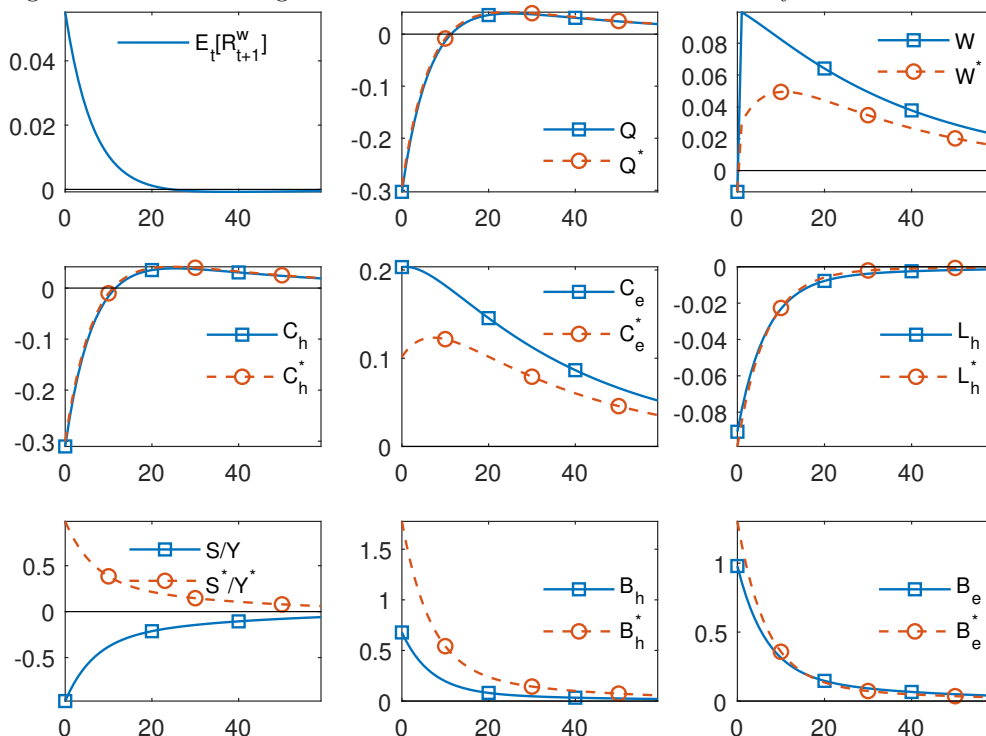 0.04
0.02
0
0 20 40
E_t[R^w_{t+1}]
0
-0.1
-0.2
-0.3
0 20 40
Q
Q^*
0.08
0.06
0.04
0.02
0
0 20 40
W
W^*
0
-0.1
-0.2
-0.3
0 20 40
C_h
C_h^*
0.2
0.1
0
0 20 40
C_e
C_e^*
0
-0.02
-0.04
-0.06
-0.08
0 20 40
L_h
L_h^*
0.5
0
-0.5
0 20 40
S/Y
S^*/Y^*
1.5
1
0.5
0
0 20 40
B_h
B_h^*
1
0.5
0
0 20 40
B_e
B_e^*